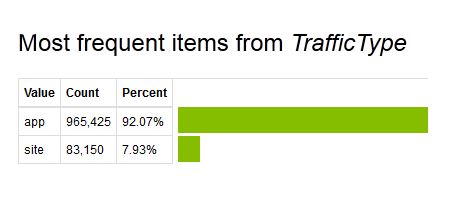 Most frequent items from TrafficType
Value Count Percent
app 965,425 92.07%
site 83,150 7.93%